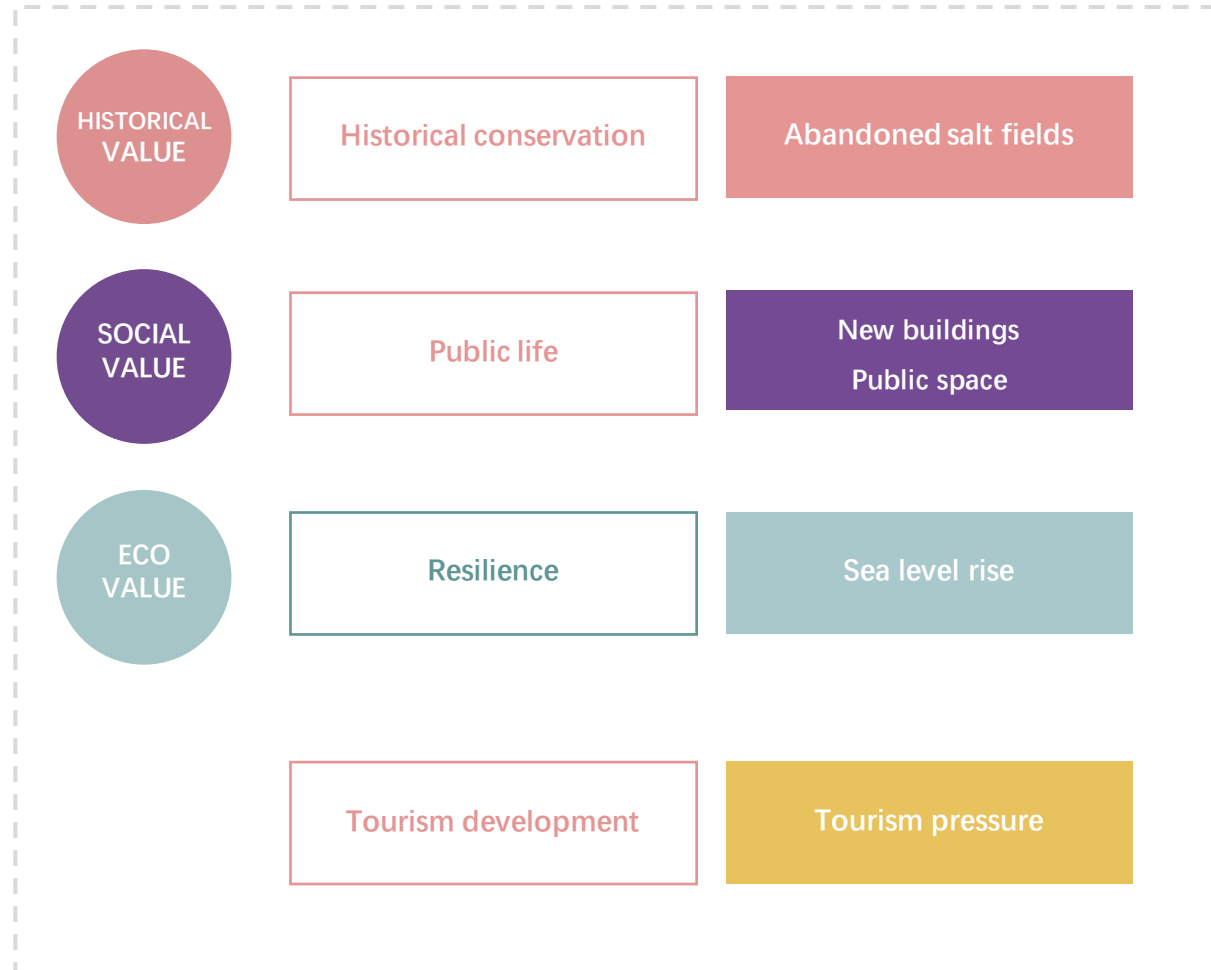 HISTORICAL
VALUE
Historical conservation
Abandoned salt fields
SOCIAL
VALUE
Public life
New buildings
Public space
ECO
VALUE
Resilience
Sea level rise
Tourism development
Tourism pressure